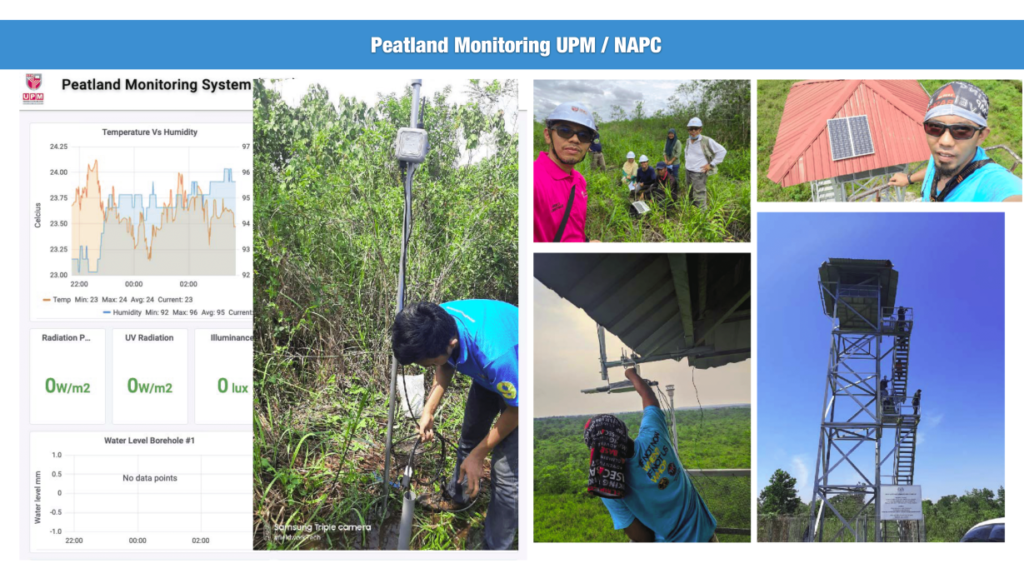 Peatland Monitoring UPM / NAPC
UPM
Peatland Monitoring System
Temperature Vs Humidity
24.25
24.00
23.75
23.50
23.25
23.00
Celcius
97
96
95
94
93
92
22:00
00:00
02:00
Temp Min: 23 Max: 24 Avg: 24 Current: 23
Humidity Min: 92 Max: 96 Avg: 95 Current:
Radiation P...
UV Radiation
Illuminance
0W/m2
0W/m2
0 lux
Water Level Borehole #1
1.0
0.5
0
-0.5
-1.0
Water level mm
No data points
22:00
00:00
02:00
Samsung Triple camera